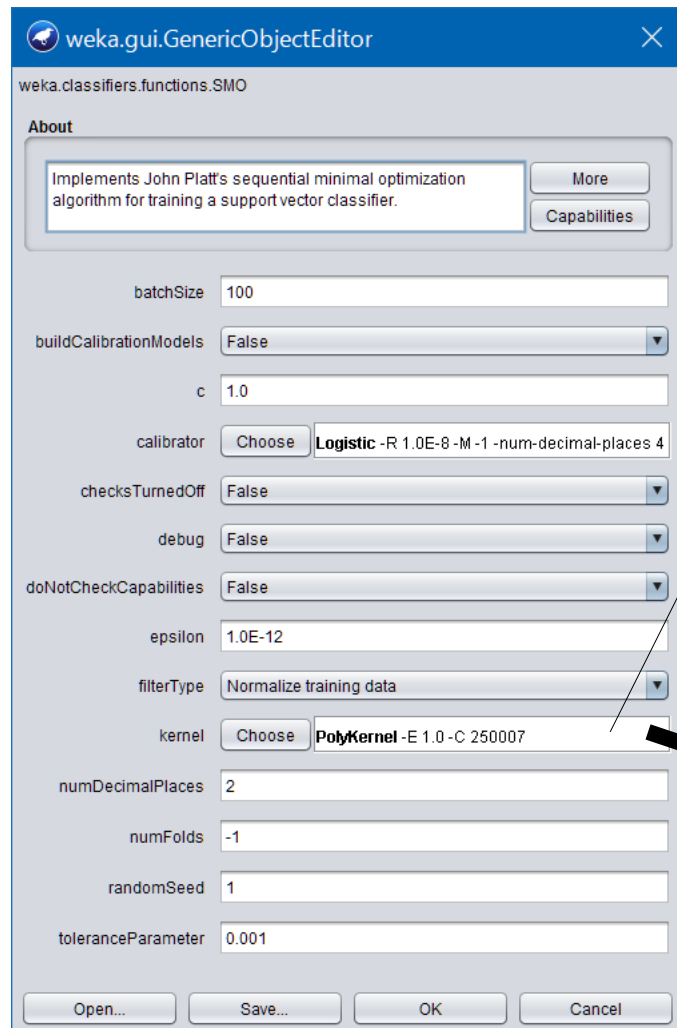 weka.gui.GenericObjectEditor
weka.classifiers.functions.SMO
About
Implements John Platt's sequential minimal optimization
algorithm for training a support vector classifier.
More
Capabilities
batchSize 100
buildCalibrationModels False
c 1.0
calibrator Choose Logistic -R 1.0E-8 -M -1 -num-decimal-places 4
checksTurnedOff False
debug False
doNotCheckCapabilities False
epsilon 1.0E-12
filterType Normalize training data
kernel Choose PolyKernel -E 1.0 -C 250007
numDecimalPlaces 2
numFolds -1
randomSeed 1
toleranceParameter 0.001
Open... Save... OK Cancel